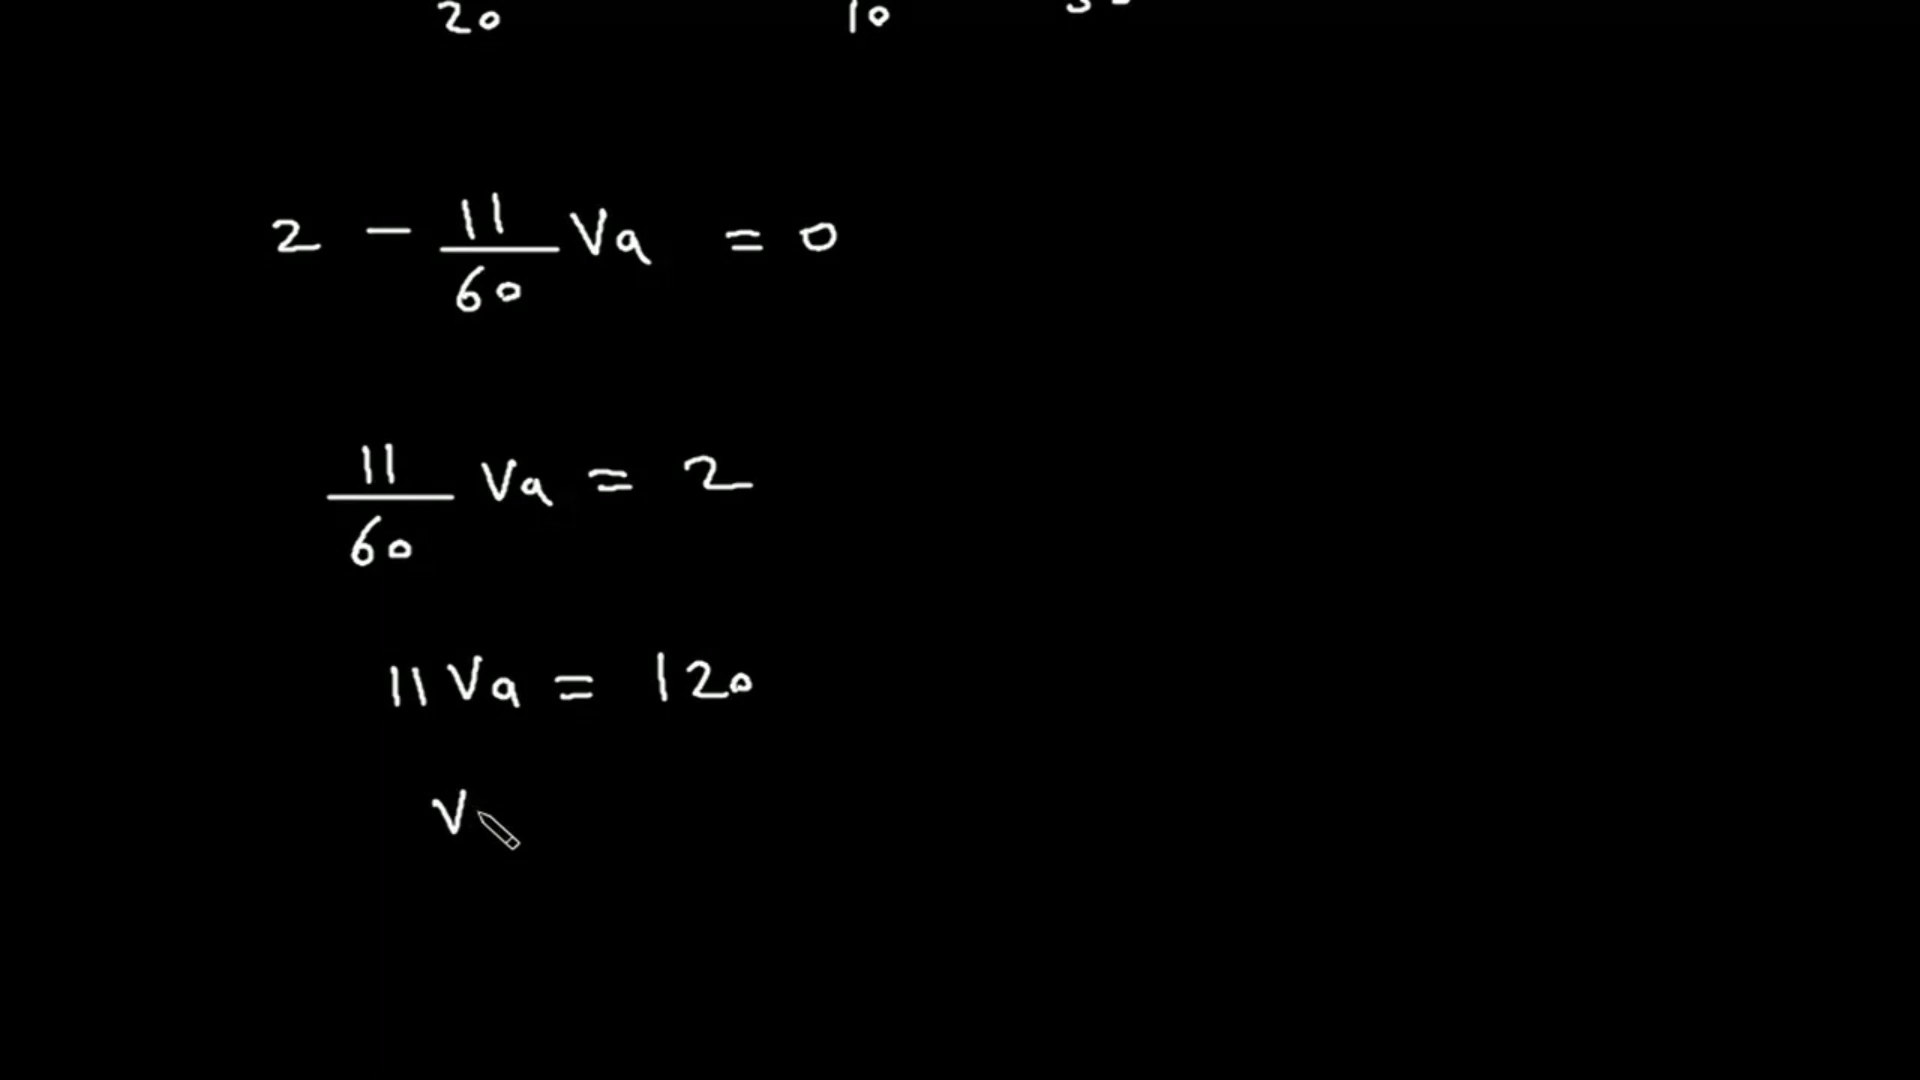 20 10
2 - 11/60 Va = 0
11/60 Va = 2
11 Va = 120
V